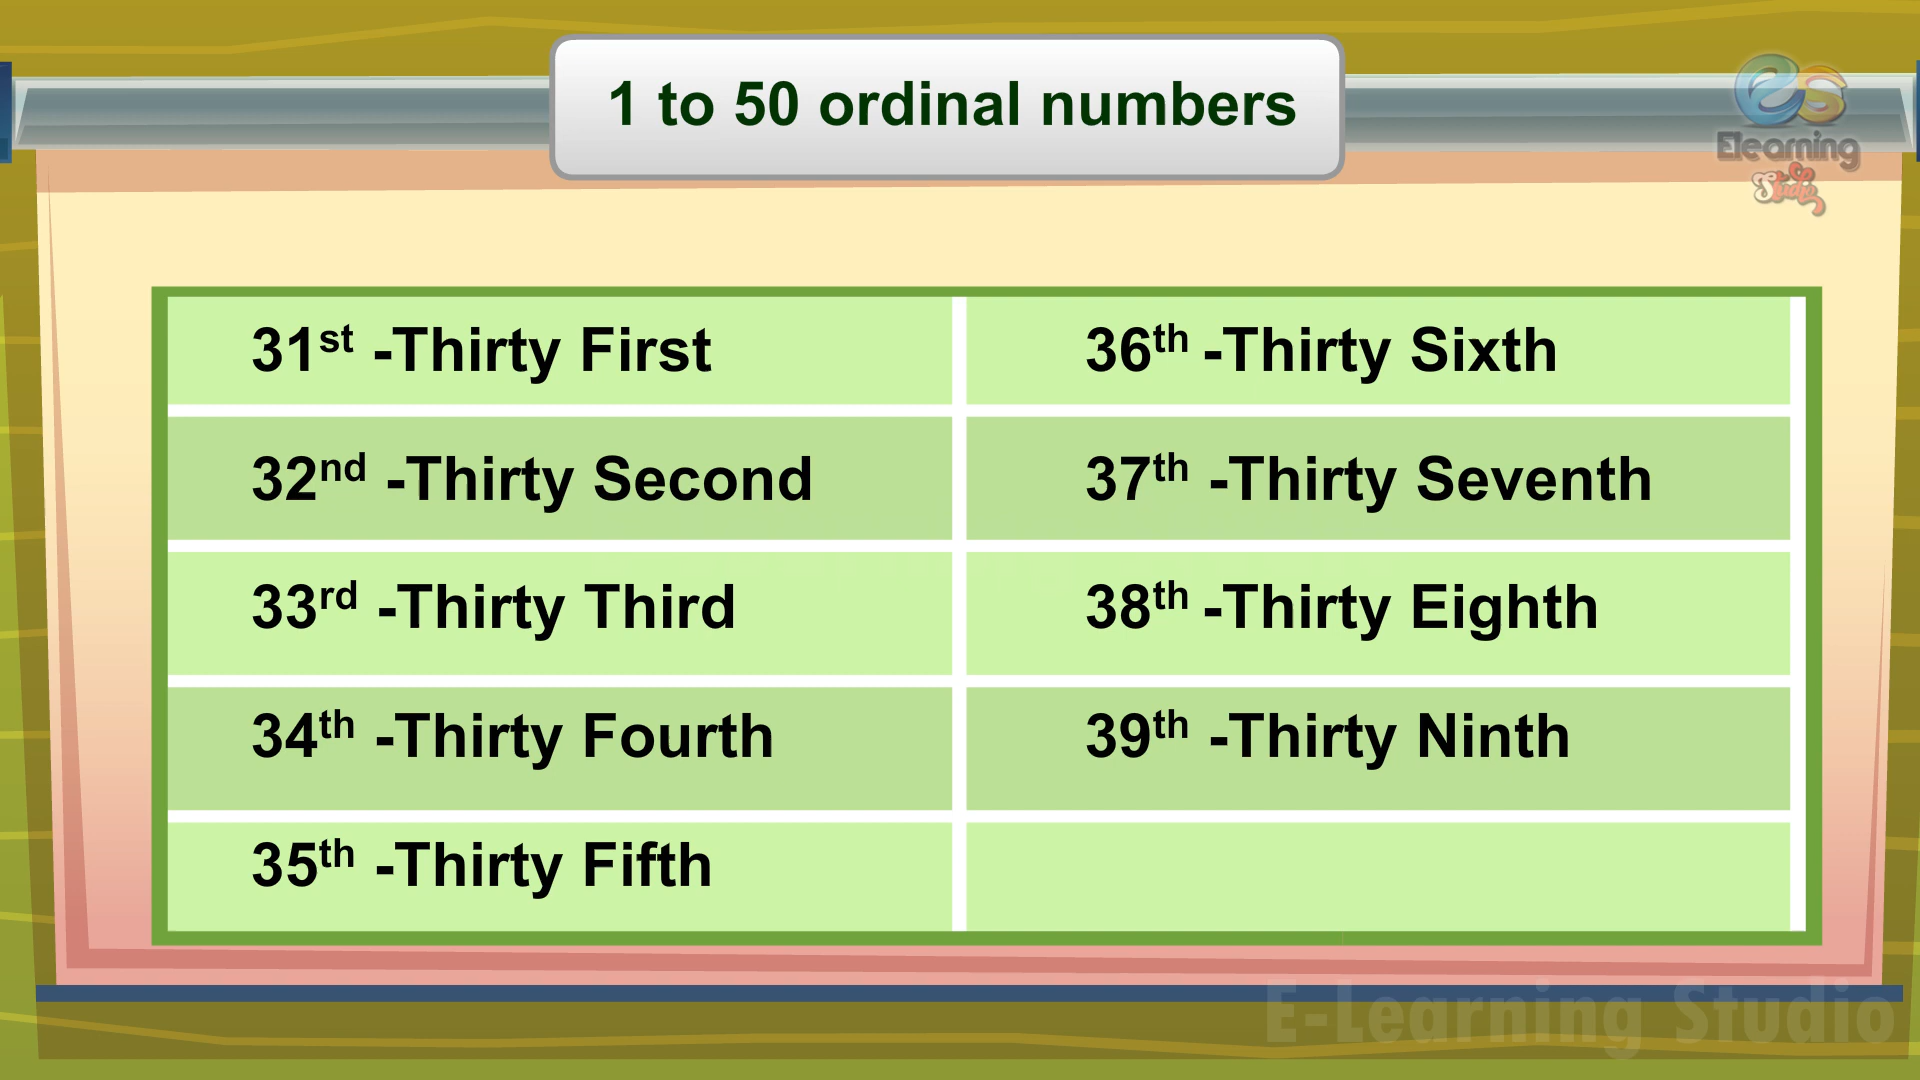 1 to 50 ordinal numbers
Elearning
Studio
31st -Thirty First
32nd -Thirty Second
33rd -Thirty Third
34th -Thirty Fourth
35th -Thirty Fifth
36th -Thirty Sixth
37th -Thirty Seventh
38th -Thirty Eighth
39th -Thirty Ninth
E-Learning Studio